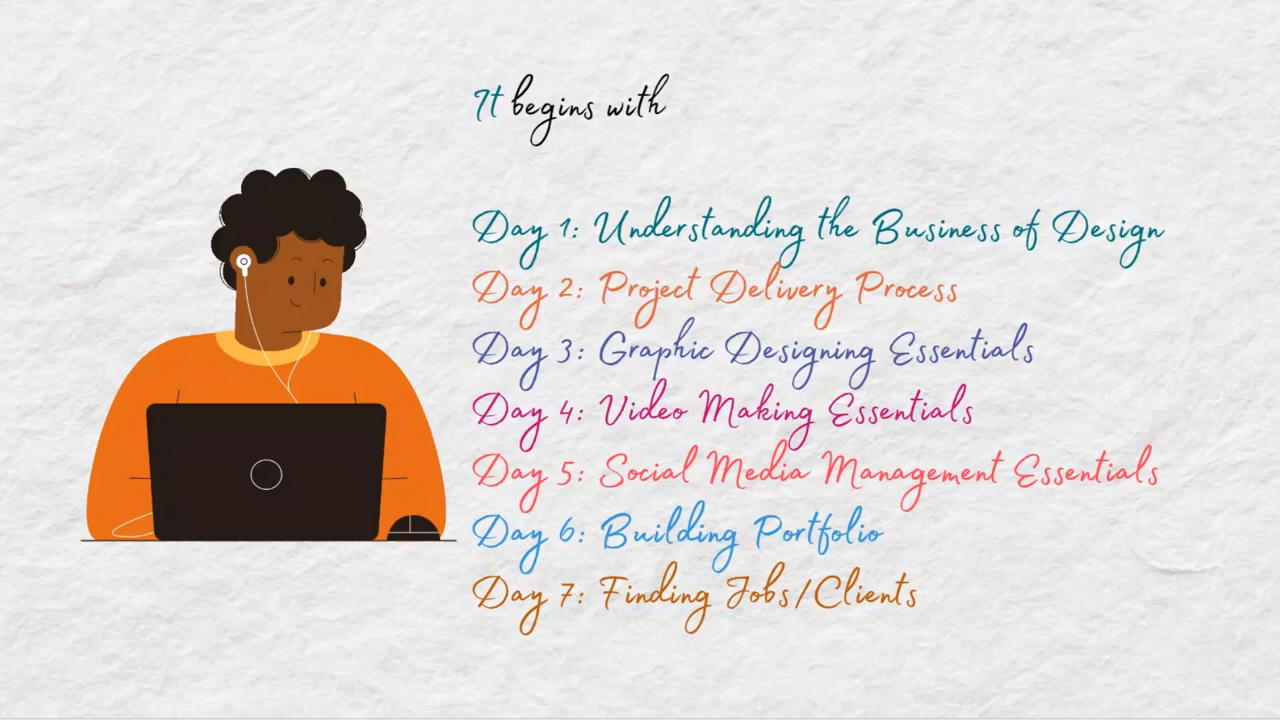 It begins with
Day 1: Understanding the Business of Design
Day 2: Project Delivery Process
Day 3: Graphic Designing Essentials
Day 4: Video Making Essentials
Day 5: Social Media Management Essentials
Day 6: Building Portfolio
Day 7: Finding Jobs/Clients